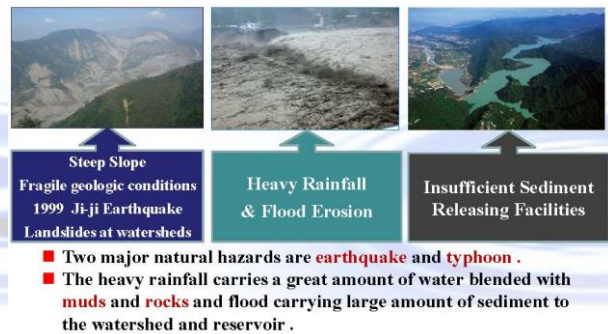 Steep Slope
Fragile geologic conditions
1999 Ji-ji Earthquake
Landslides at watersheds
Heavy Rainfall
& Flood Erosion
Insufficient Sediment
Releasing Facilities
Two major natural hazards are earthquake and typhoon .
The heavy rainfall carries a great amount of water blended with
muds and rocks and flood carrying large amount of sediment to
the watershed and reservoir .